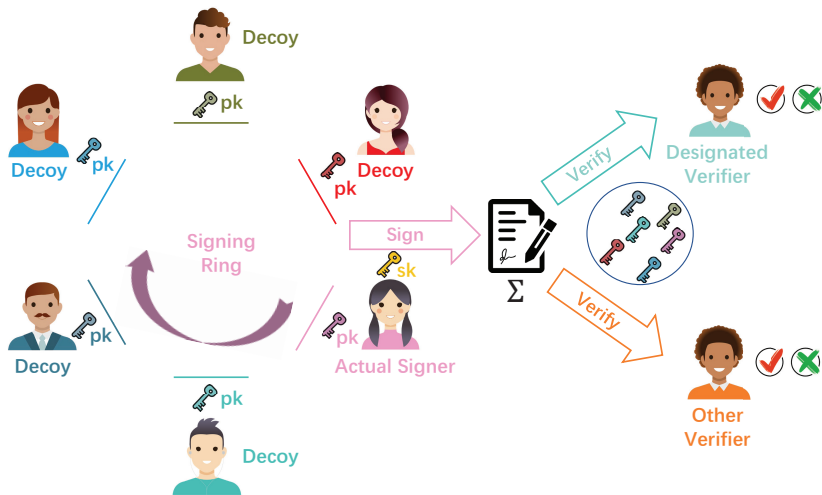 Decoy
pk
Decoy
pk
Decoy
pk
Signing
Ring
Sign
sk
pk
Actual Signer
Decoy
pk
pk
Decoy
Σ
Verify
Designated
Verifier
Verify
Other
Verifier